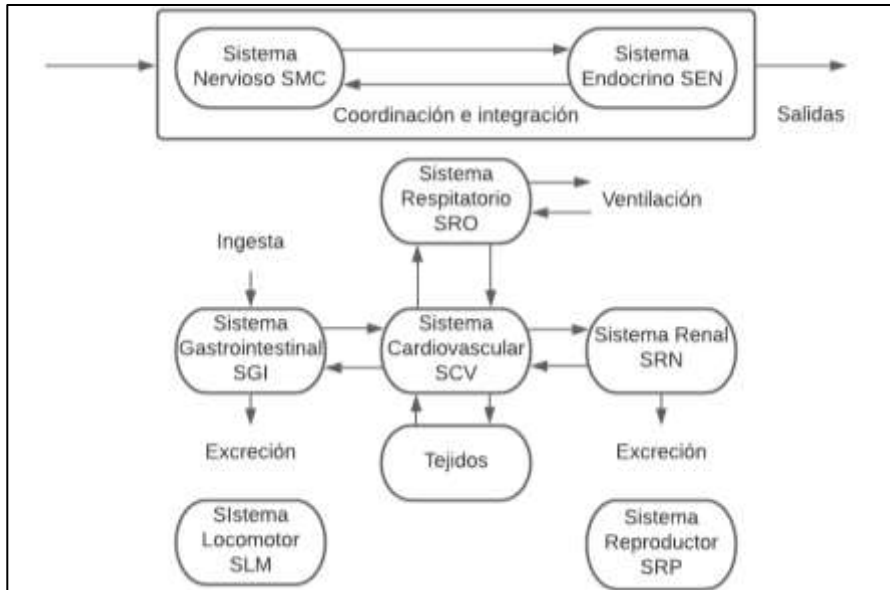 Sistema
Nervioso SMC
Sistema
Endocrino SEN
Coordinación e integración
Salidas
Sistema
Respitatorio
SRO
Ventilación
Ingesta
Sistema
Gastrointestinal
SGI
Sistema
Cardiovascular
SCV
Sistema Renal
SRN
Excreción
Tejidos
Excreción
SIstema
Locomotor
SLM
Sistema
Reproductor
SRP